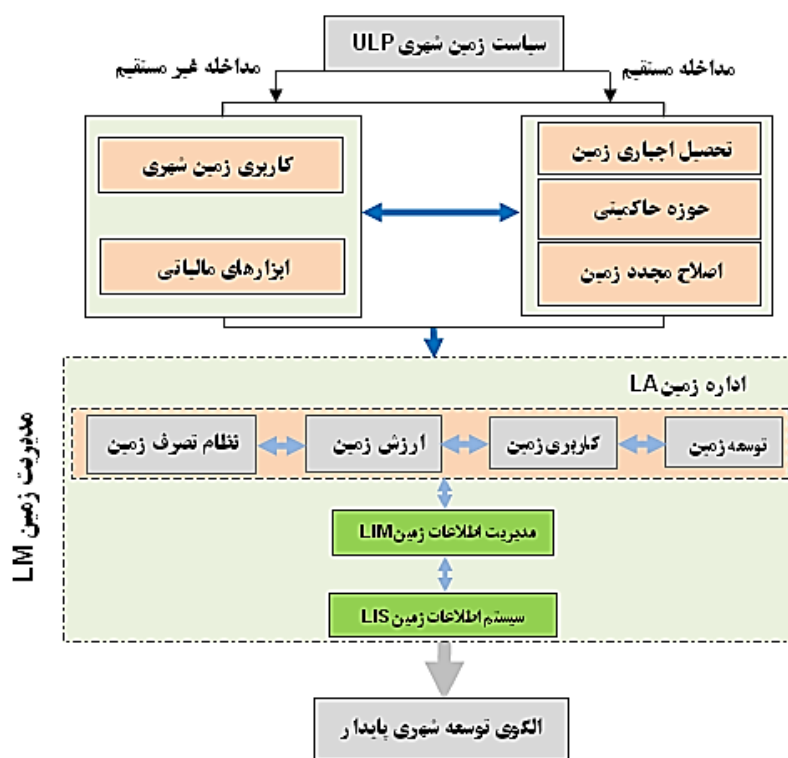 سیاست زمین شهری ULP
مداخله مستقیم
مداخله غیر مستقیم
تحصیل اجباری زمین
حوزه حاکمیتی
اصلاح مجدد زمین
کاربری زمین شهری
ابزارهای مالیاتی
اداره زمین LA
توسعه زمین
کاربری زمین
ارزش زمین
نظام تصرف زمین
مدیریت اطلاعات زمین LIM
سیستم اطلاعات زمین LIS
مدیریت زمین LM
الگوی توسعه شهری پایدار